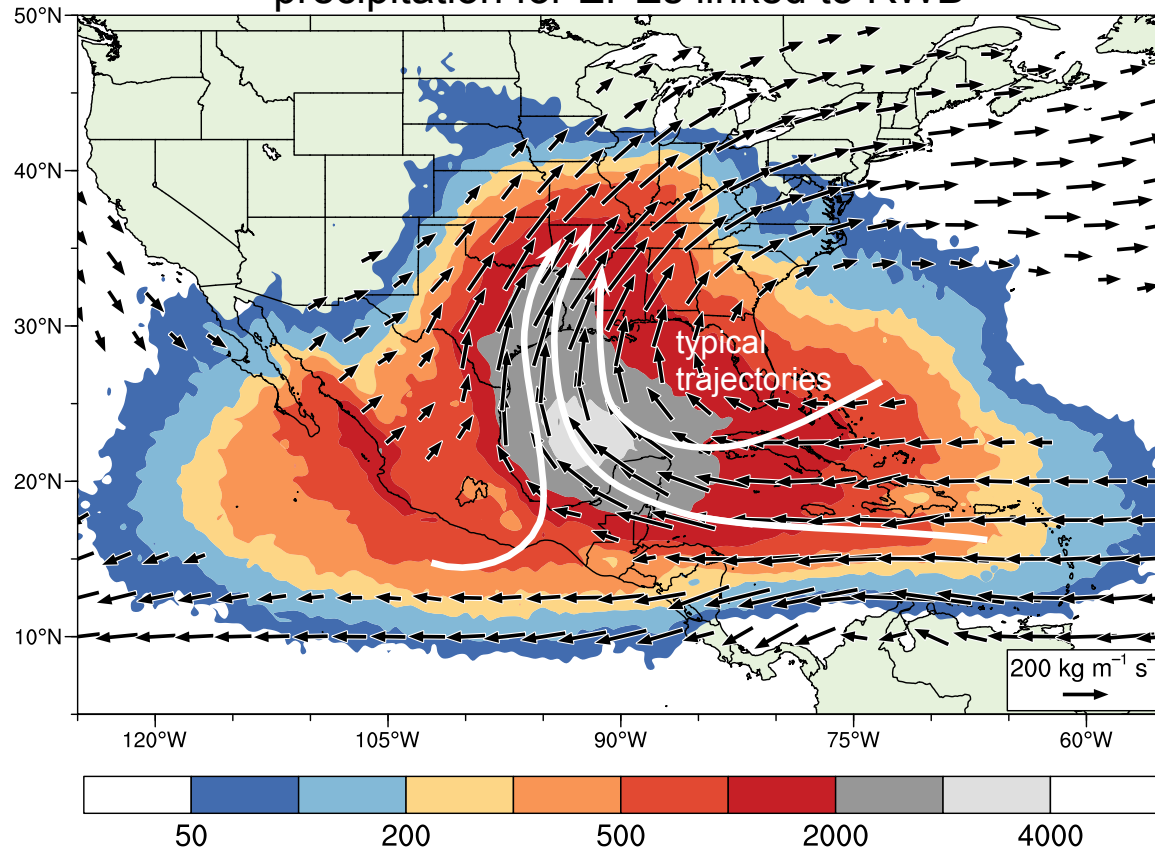 precipitation for EPEs linked to RWB
50°N
40°N
30°N
20°N
10°N
typical
trajectories
200 kg m⁻¹ s⁻
120°W 105°W 90°W 75°W 60°W
50 200 500 2000 4000